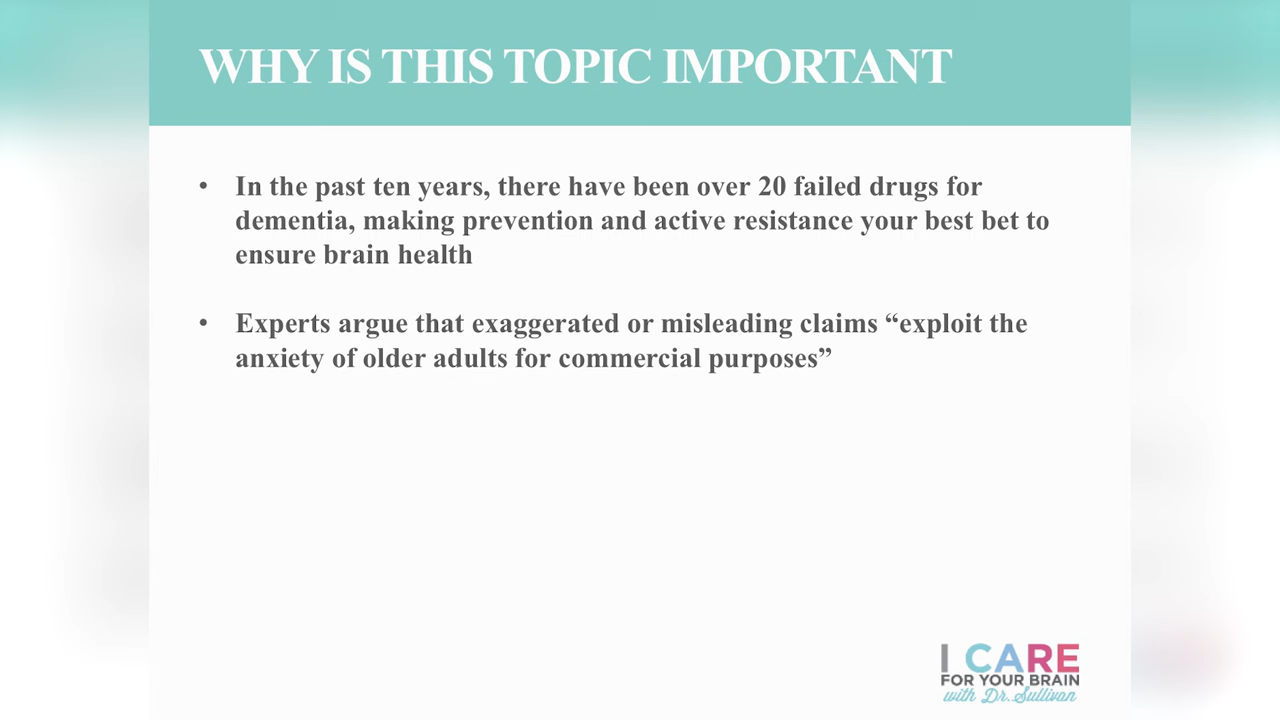 WHY IS THIS TOPIC IMPORTANT
• In the past ten years, there have been over 20 failed drugs for
dementia, making prevention and active resistance your best bet to
ensure brain health
• Experts argue that exaggerated or misleading claims “exploit the
anxiety of older adults for commercial purposes”
I CARE
FOR YOUR BRAIN
with Dr. Sullivan